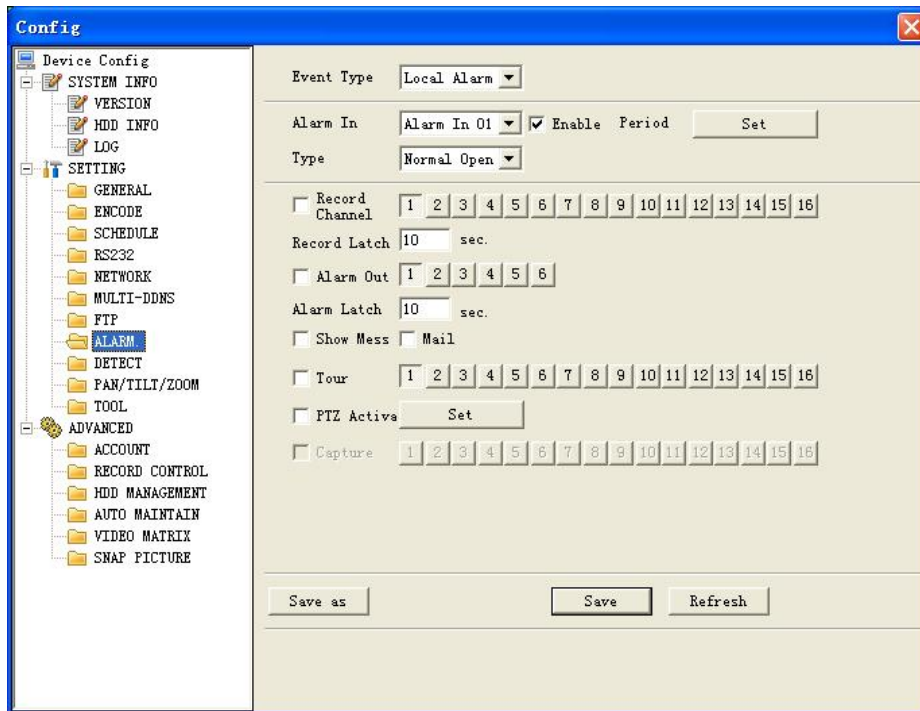 Config
Device Config
SYSTEM INFO
VERSION
HDD INFO
LOG
SETTING
GENERAL
ENCODE
SCHEDULE
RS232
NETWORK
MULTI-DDNS
FTP
ALARM.
DETECT
PAN/TILT/ZOOM
TOOL
ADVANCED
ACCOUNT
RECORD CONTROL
HDD MANAGEMENT
AUTO MAINTAIN
VIDEO MATRIX
SNAP PICTURE
Event Type Local Alarm
Alarm In Alarm In 01 Enable Period Set
Type Normal Open
Record Channel 1 2 3 4 5 6 7 8 9 10 11 12 13 14 15 16
Record Latch 10 sec.
Alarm Out 1 2 3 4 5 6
Alarm Latch 10 sec.
Show Mess Mail
Tour 1 2 3 4 5 6 7 8 9 10 11 12 13 14 15 16
PTZ Activa Set
Capture 1 2 3 4 5 6 7 8 9 10 11 12 13 14 15 16
Save as Save Refresh